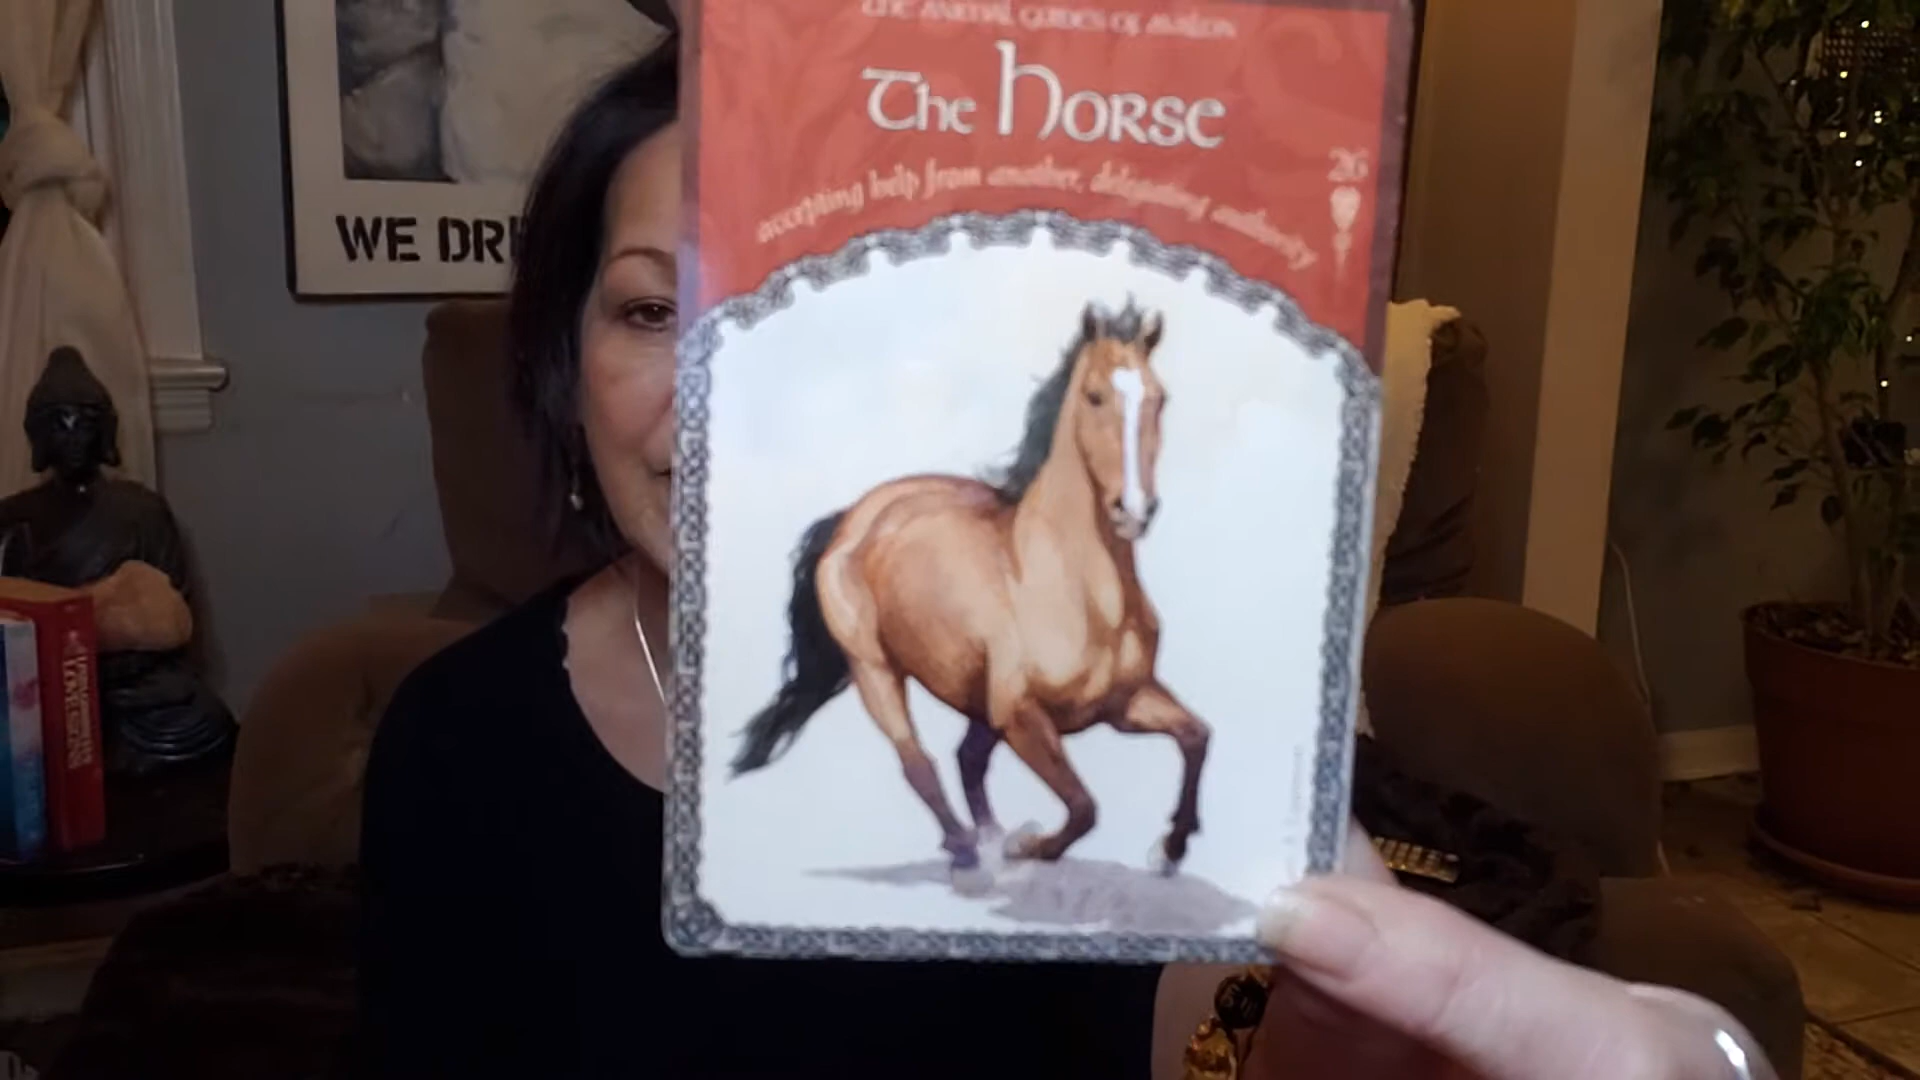 The Animal Guides of Avalon
The Horse
accepting help from another, delegating authority
26
WE DR